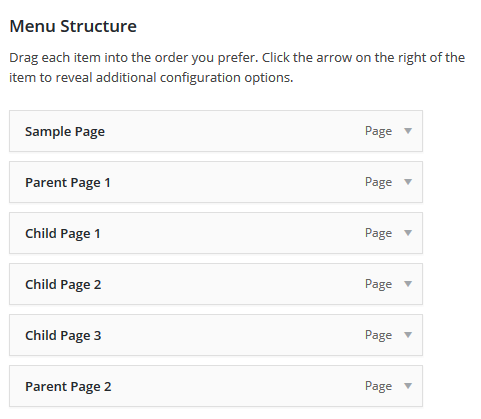 Menu Structure
Drag each item into the order you prefer. Click the arrow on the right of the
item to reveal additional configuration options.
Sample Page Page
Parent Page 1 Page
Child Page 1 Page
Child Page 2 Page
Child Page 3 Page
Parent Page 2 Page